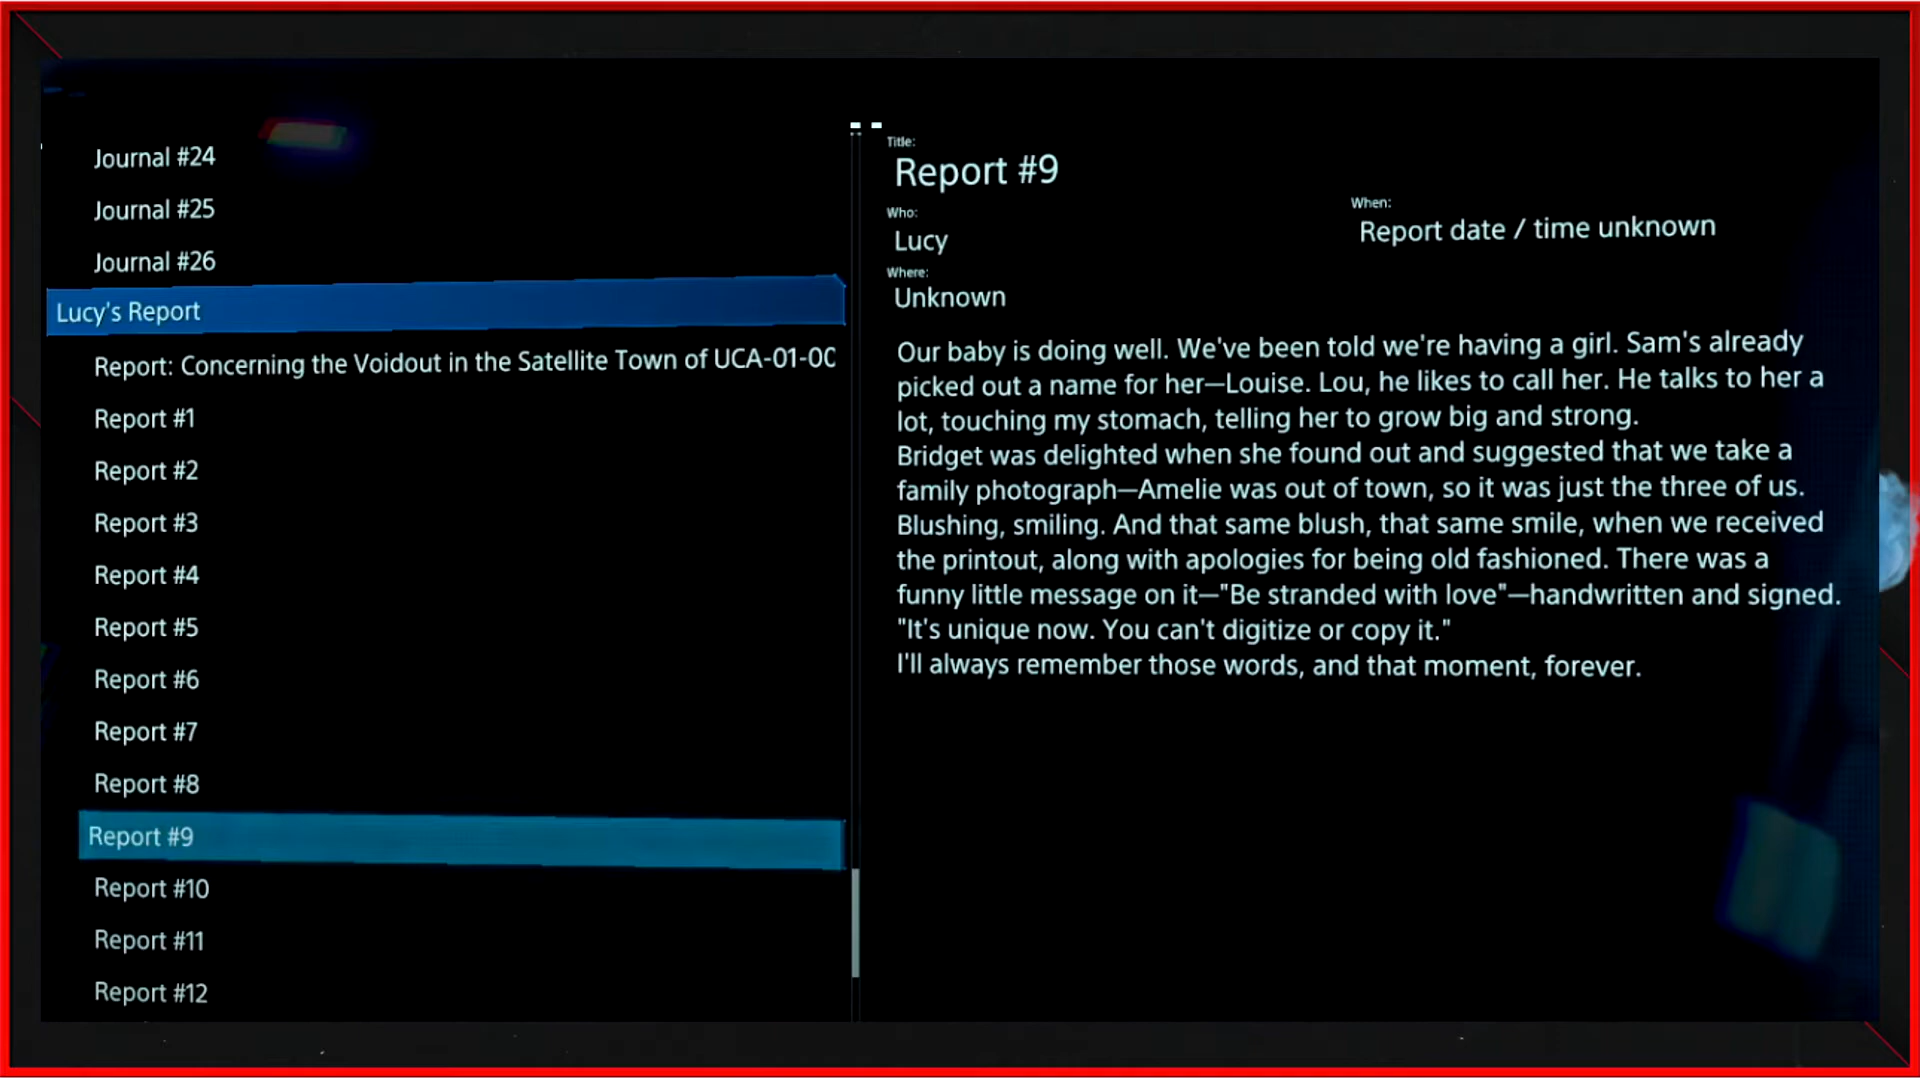 Journal #24
Journal #25
Journal #26
Lucy's Report
Report: Concerning the Voidout in the Satellite Town of UCA-01-0C
Report #1
Report #2
Report #3
Report #4
Report #5
Report #6
Report #7
Report #8
Report #9
Report #10
Report #11
Report #12
Title:
Report #9
Who:
Lucy
When:
Report date / time unknown
Where:
Unknown
Our baby is doing well. We've been told we're having a girl. Sam's already
picked out a name for her—Louise. Lou, he likes to call her. He talks to her a
lot, touching my stomach, telling her to grow big and strong.
Bridget was delighted when she found out and suggested that we take a
family photograph—Amelie was out of town, so it was just the three of us.
Blushing, smiling. And that same blush, that same smile, when we received
the printout, along with apologies for being old fashioned. There was a
funny little message on it—"Be stranded with love"—handwritten and signed.
"It's unique now. You can't digitize or copy it."
I'll always remember those words, and that moment, forever.